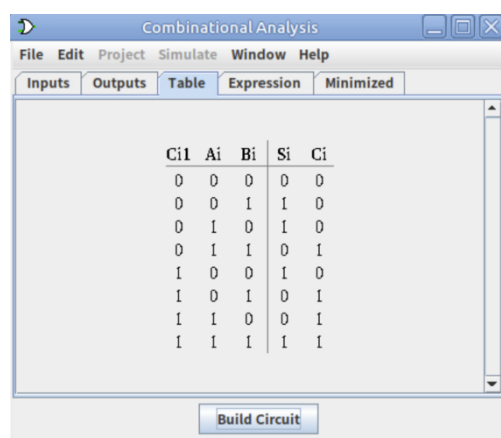 Combinational Analysis
File Edit Project Simulate Window Help
Inputs Outputs Table Expression Minimized
Ci1 Ai Bi Si Ci
0 0 0 0 0
0 0 1 1 0
0 1 0 1 0
0 1 1 0 1
1 0 0 1 0
1 0 1 0 1
1 1 0 0 1
1 1 1 1 1
Build Circuit